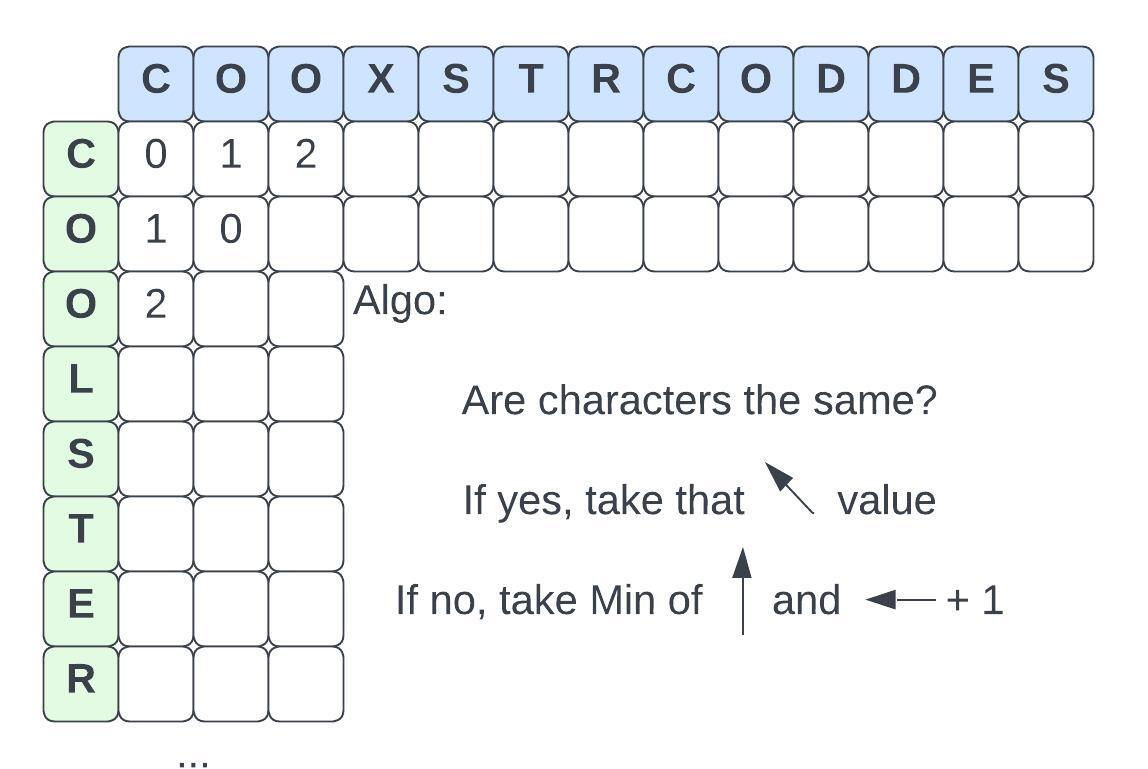 C O O X S T R C O D D E S
C 0 1 2
O 1 0
O 2
Algo:
L
Are characters the same?
S
If yes, take that value
T
E
If no, take Min of and + 1
R
...